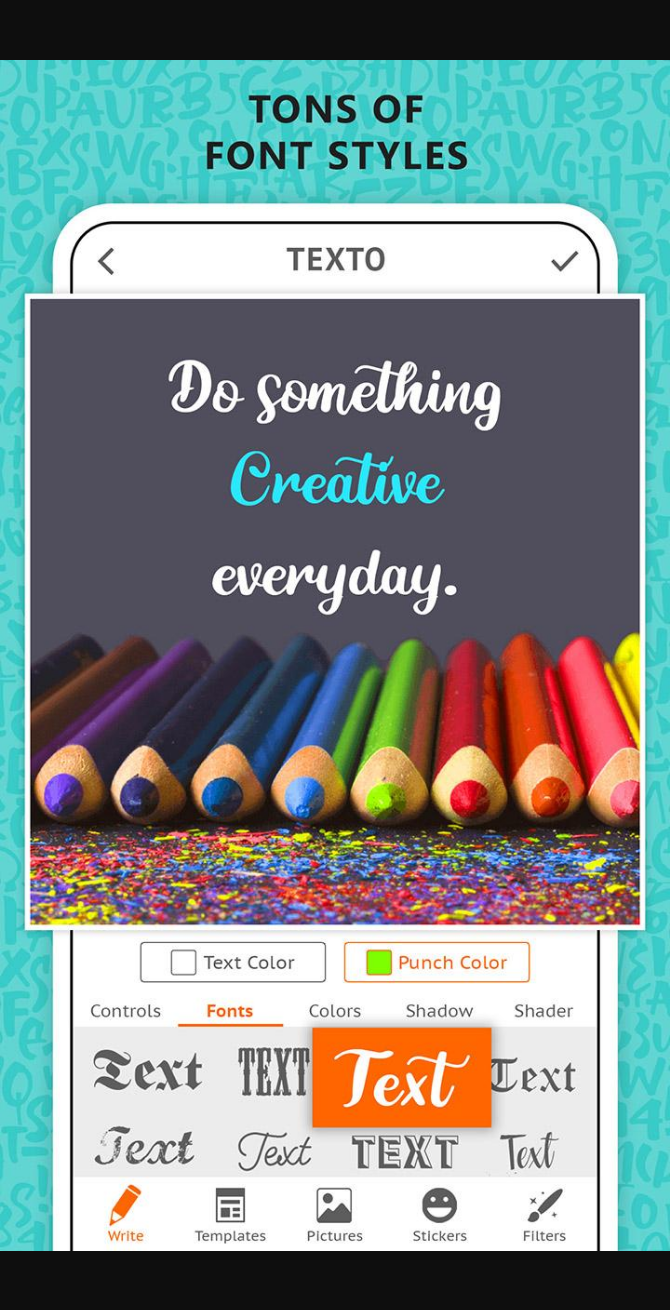 TONS OF
FONT STYLES
TEXTO
Do something
Creative
everyday.
Text Color
Punch Color
Controls Fonts Colors Shadow Shader
Text TEXT Text Text
Text Text TEXT Text
Write Templates Pictures Stickers Filters